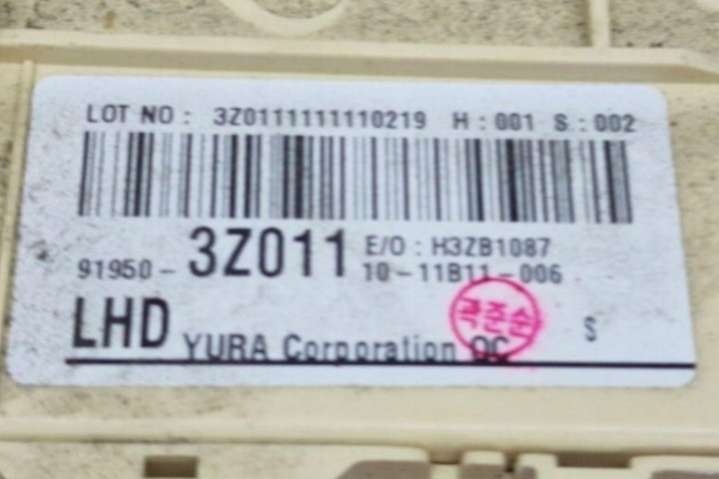 LOT NO : 3Z0111111110219 H : 001 S : 002
91950-3Z011 E/O : H3ZB1087
10-11B11-006
LHD YURA Corporation QC S
곽준순